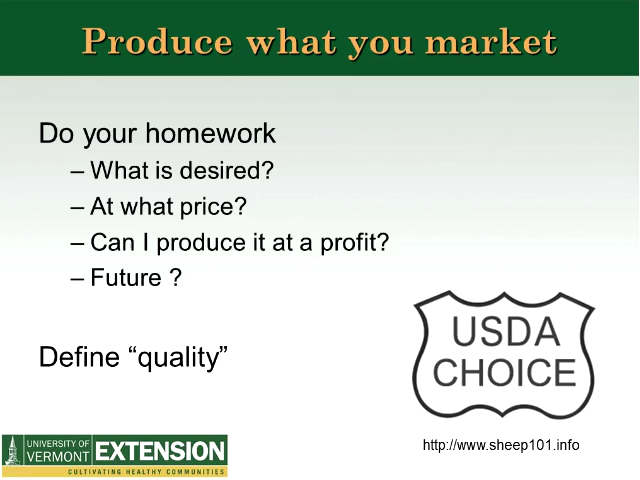 Produce what you market
Do your homework
– What is desired?
– At what price?
– Can I produce it at a profit?
– Future ?
USDA
CHOICE
Define “quality”
http://www.sheep101.info
UNIVERSITY OF
VERMONT
EXTENSION
CULTIVATING HEALTHY COMMUNITIES